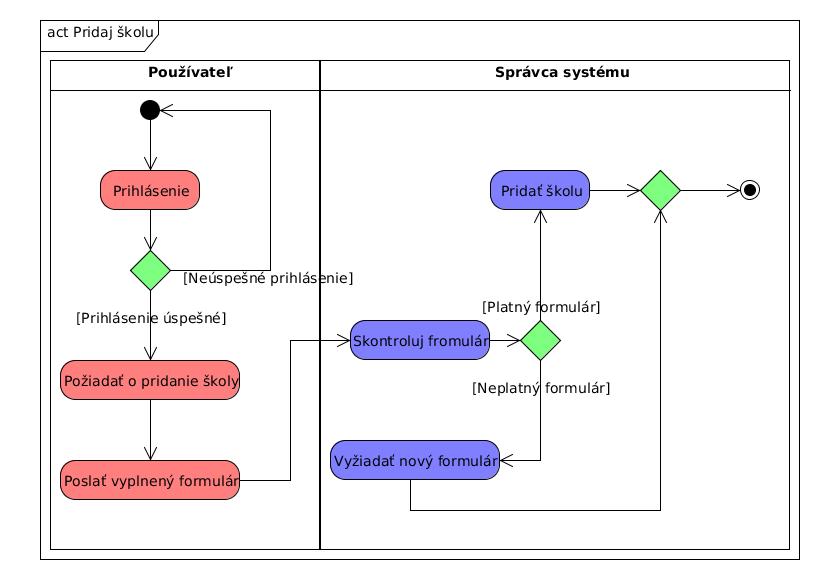 act Pridaj školu
Používateľ
Správca systému
Prihlásenie
Pridať školu
[Neúspešné prihlásenie]
[Prihlásenie úspešné]
[Platný formulár]
Skontroluj fromulár
Požiadať o pridanie školy
[Neplatný formulár]
Vyžiadať nový formulár
Poslať vyplnený formulár